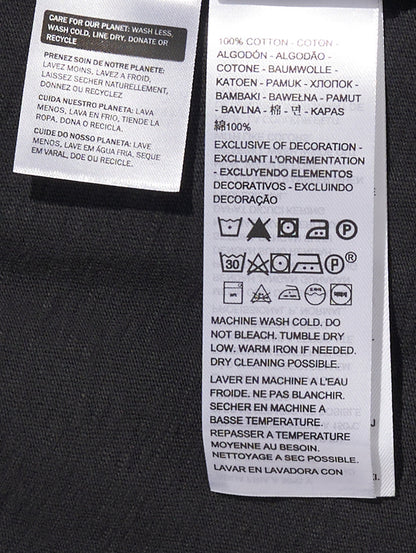 CARE FOR OUR PLANET: WASH LESS,
WASH COLD, LINE DRY, DONATE OR
RECYCLE
PRENEZ SOIN DE NOTRE PLANETE:
LAVEZ MOINS, LAVEZ A FROID,
LAISSEZ SECHER NATURELLEMENT,
DONNEZ OU RECYCLEZ
CUIDA NUESTRO PLANETA: LAVA
MENOS, LAVA EN FRIO, TIENDE LA
ROPA. DONA O RECICLA.
CUIDE DO NOSSO PLANETA: LAVE
MENOS, LAVE EM ÁGUA FRIA, SEQUE
EM VARAL, DOE OU RECICLE.
100% COTTON - COTON -
ALGODÓN - ALGODÃO -
COTONE - BAUMWOLLE -
KATOEN - PAMUK - ХЛОПОК -
BAMBAKI - BAWEŁNA - PAMUT
- BAVLNA - 棉 - 면 - KAPAS
綿100%
EXCLUSIVE OF DECORATION -
EXCLUANT L'ORNEMENTATION
- EXCLUYENDO ELEMENTOS
DECORATIVOS - EXCLUINDO
DECORAÇÃO
P
30 P®
MACHINE WASH COLD. DO
NOT BLEACH. TUMBLE DRY
LOW. WARM IRON IF NEEDED.
DRY CLEANING POSSIBLE.
LAVER EN MACHINE A L'EAU
FROIDE. NE PAS BLANCHIR.
SECHER EN MACHINE A
BASSE TEMPERATURE.
REPASSER A TEMPERATURE
MOYENNE AU BESOIN.
NETTOYAGE A SEC POSSIBLE.
LAVAR EN LAVADORA CON